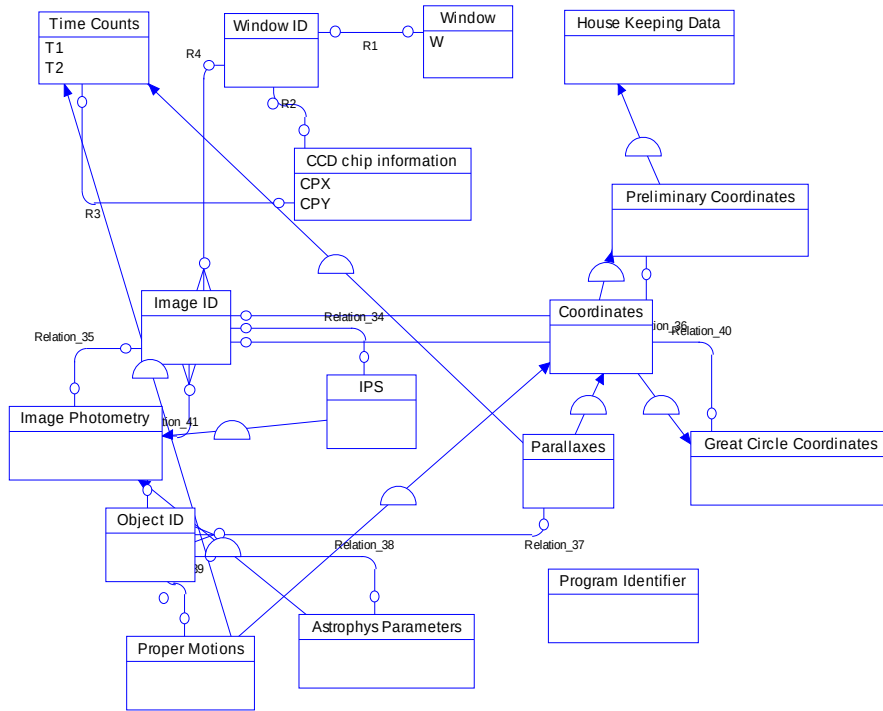 Time Counts
T1
T2
Window ID
Window
W
House Keeping Data
R1
R4
R2
CCD chip information
CPX
CPY
R3
Preliminary Coordinates
Image ID
Coordinates
Relation_34
Relation_35
Relation_40
IPS
Image Photometry
Parallaxes
Great Circle Coordinates
Object ID
Relation_38
Relation_37
Program Identifier
Astrophys Parameters
Proper Motions